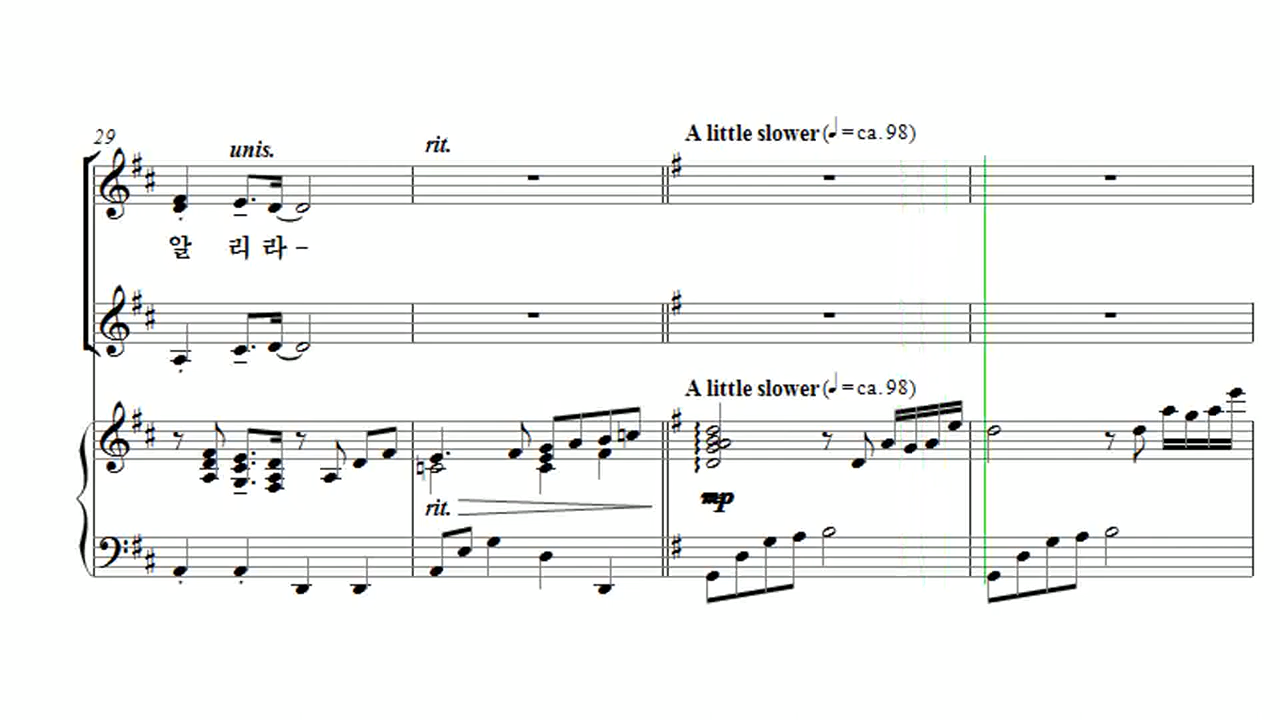 A little slower (♩=ca.98)
29
unis.
rit.
알 리 라 –
A little slower (♩=ca.98)
rit.
mp